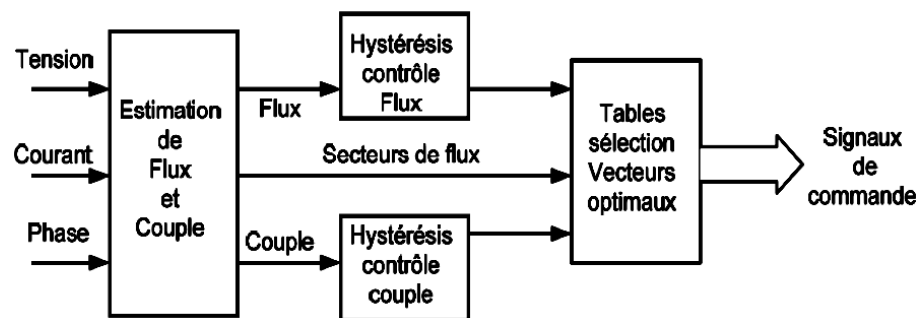 Tension
Courant
Phase
Estimation
de
Flux
et
Couple
Flux
Secteurs de flux
Couple
Hystérésis
contrôle
Flux
Hystérésis
contrôle
couple
Tables
sélection
Vecteurs
optimaux
Signaux
de
commande